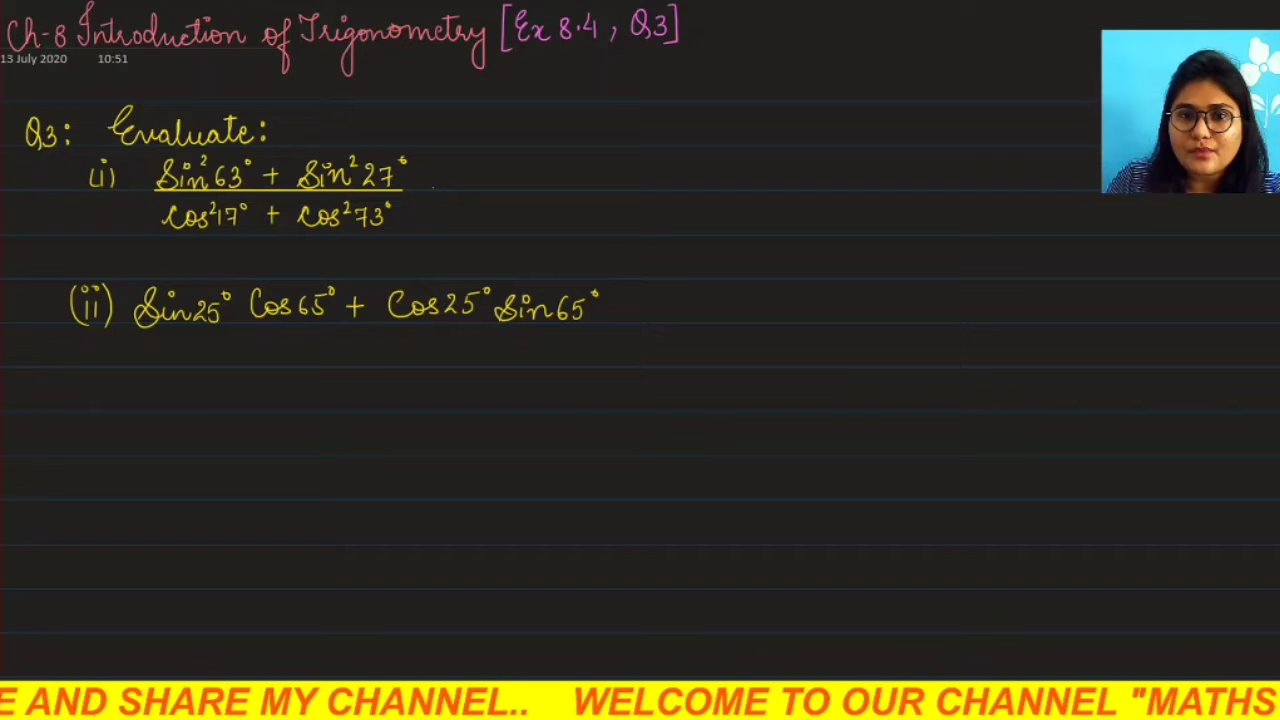 Ch-8 Introduction of Trigonometry [Ex 8.4, Q3]
13 July 2020 10:51
Q3: Evaluate:
(i) Sin²63° + Sin²27°
Cos²17° + Cos²73°
(ii) Sin25° Cos65° + Cos25° Sin65°
E AND SHARE MY CHANNEL.. WELCOME TO OUR CHANNEL "MATHS